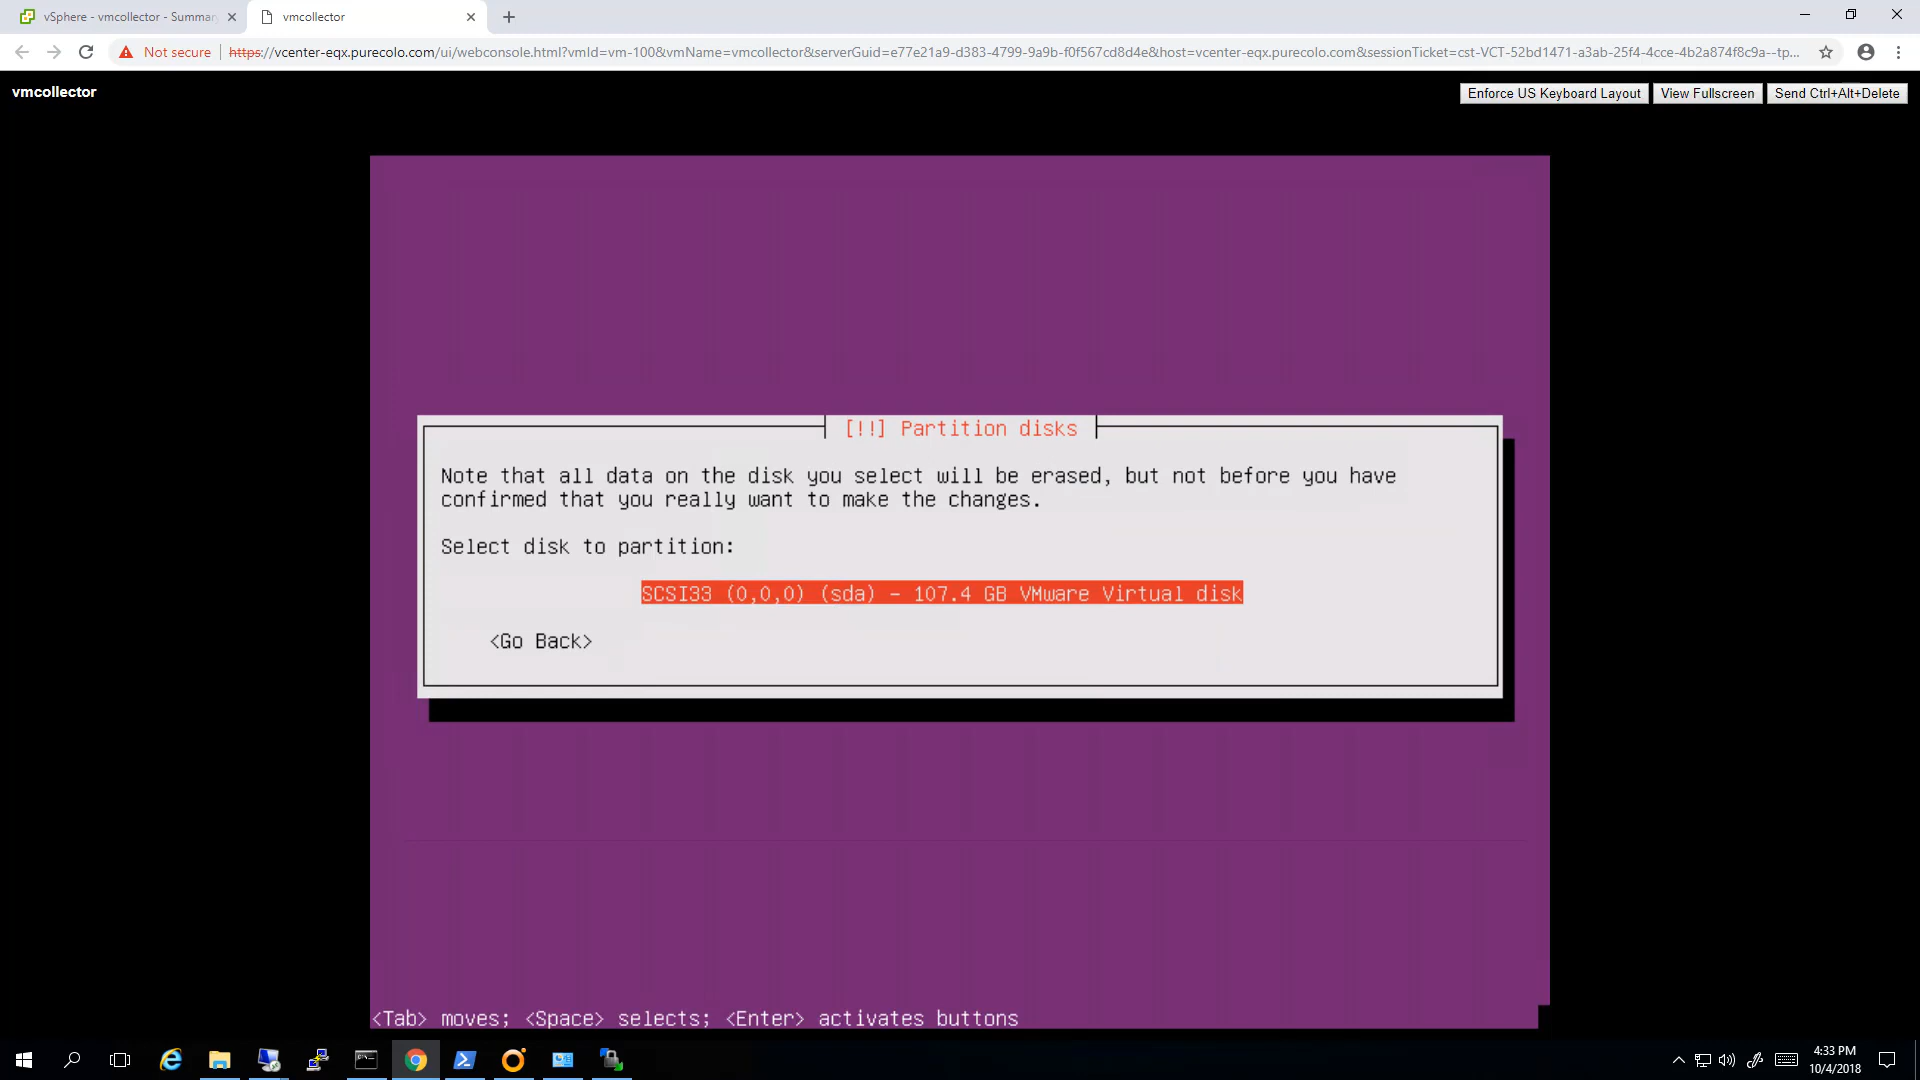 vSphere - vmcollector - Summar
vmcollector
Not secure
https://vcenter-eqx.purecolo.com/ui/webconsole.html?vmId=vm-100&vmName=vmcollector&serverGuid=e77e21a9-d383-4799-9a9b-f0f567cd8d4e&host=vcenter-eqx.purecolo.com&sessionTicket=cst-VCT-52bd1471-a3ab-25f4-4cce-4b2a874f8c9a--tp...
vmcollector
Enforce US Keyboard Layout
View Fullscreen
Send Ctrl+Alt+Delete
[!!] Partition disks
Note that all data on the disk you select will be erased, but not before you have
confirmed that you really want to make the changes.
Select disk to partition:
SCSI33 (0,0,0) (sda) - 107.4 GB VMware Virtual disk
<Go Back>
<Tab> moves; <Space> selects; <Enter> activates buttons
4:33 PM
10/4/2018